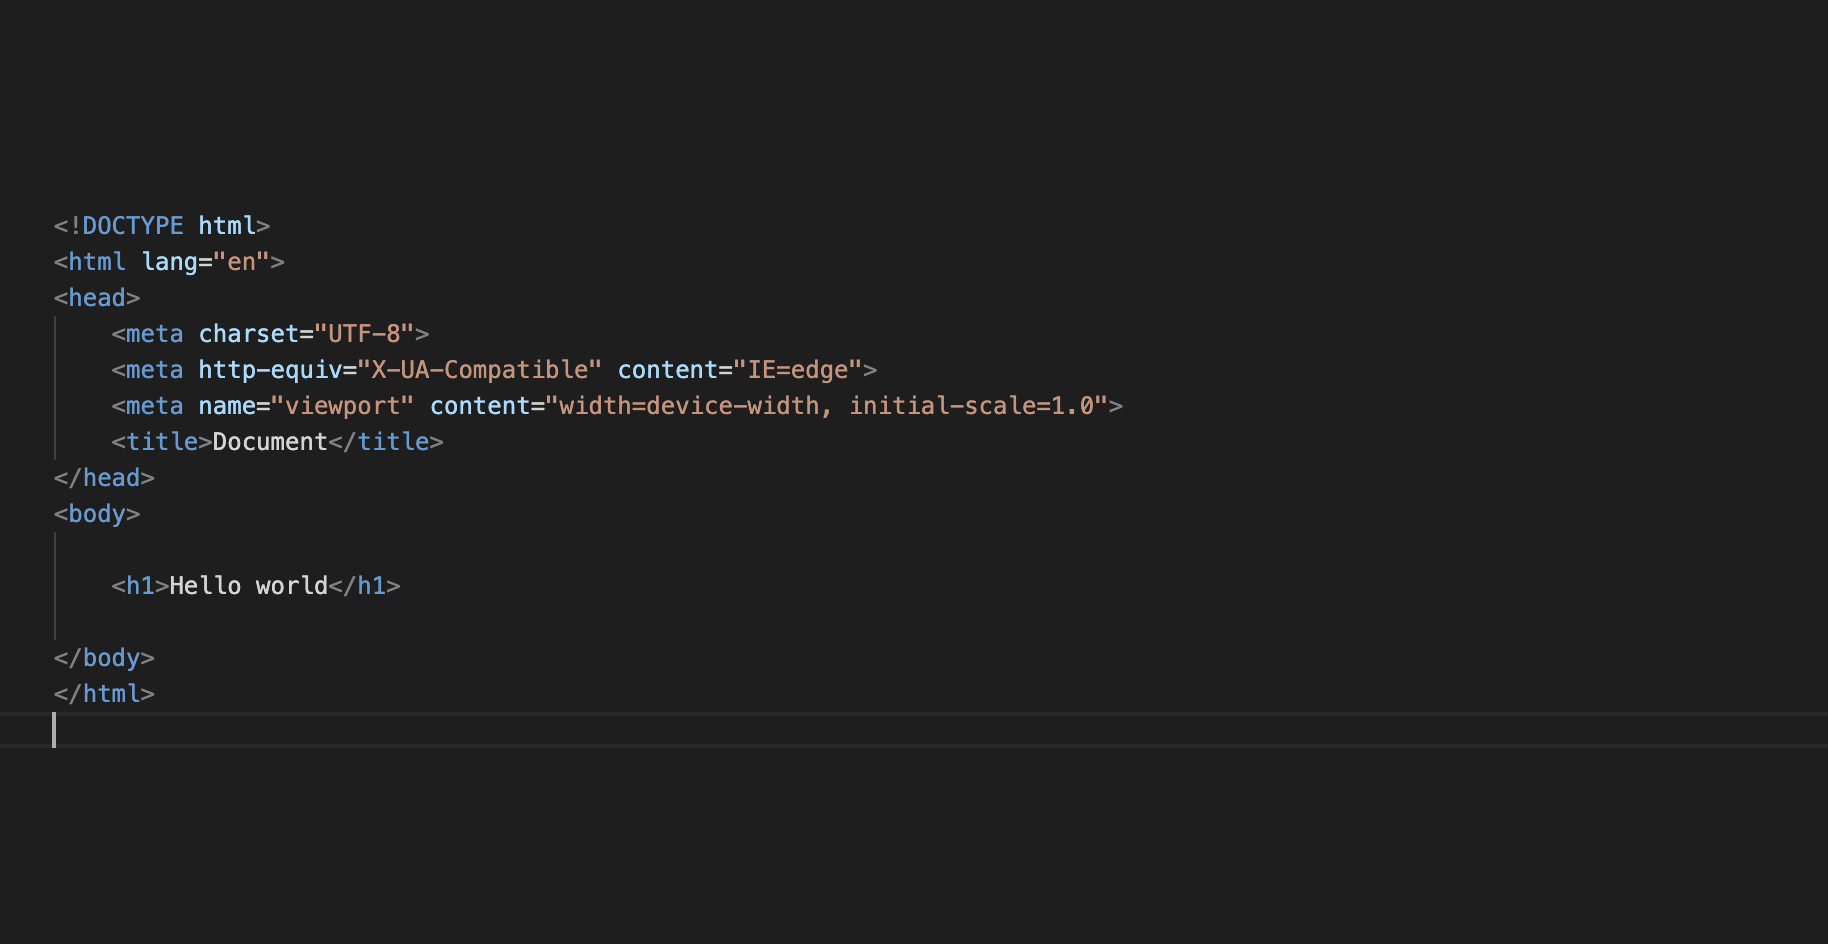 <!DOCTYPE html>
<html lang="en">
<head>
    <meta charset="UTF-8">
    <meta http-equiv="X-UA-Compatible" content="IE=edge">
    <meta name="viewport" content="width=device-width, initial-scale=1.0">
    <title>Document</title>
</head>
<body>

    <h1>Hello world</h1>

</body>
</html>